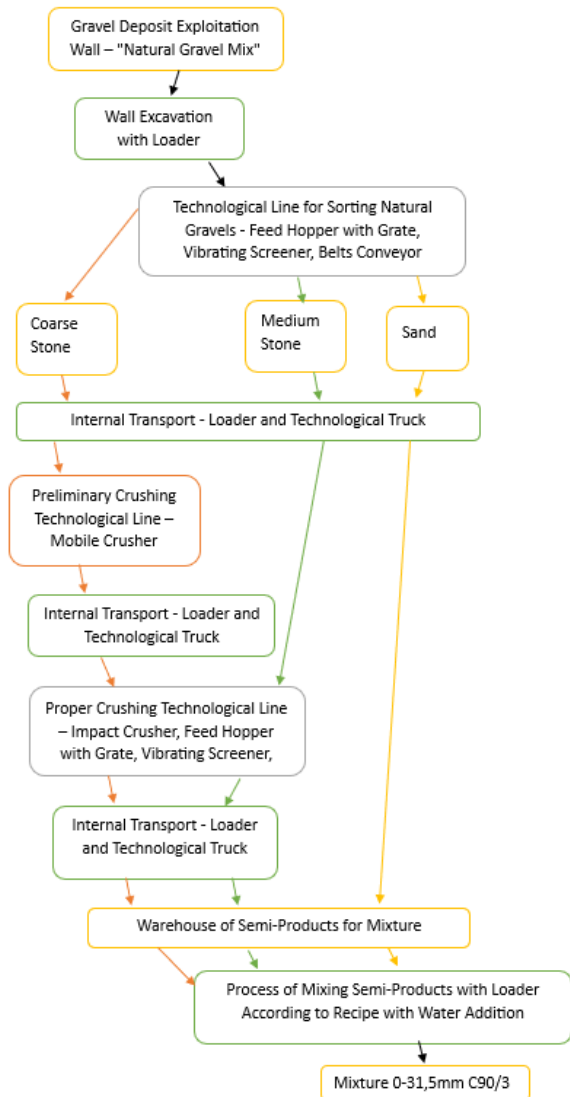 Gravel Deposit Exploitation
Wall – "Natural Gravel Mix"
Wall Excavation
with Loader
Technological Line for Sorting Natural
Gravels - Feed Hopper with Grate,
Vibrating Screener, Belts Conveyor
Coarse
Stone
Medium
Stone
Sand
Internal Transport - Loader and Technological Truck
Preliminary Crushing
Technological Line –
Mobile Crusher
Internal Transport - Loader and
Technological Truck
Proper Crushing Technological Line
– Impact Crusher, Feed Hopper
with Grate, Vibrating Screener,
Internal Transport - Loader
and Technological Truck
Warehouse of Semi-Products for Mixture
Process of Mixing Semi-Products with Loader
According to Recipe with Water Addition
Mixture 0-31,5mm C90/3